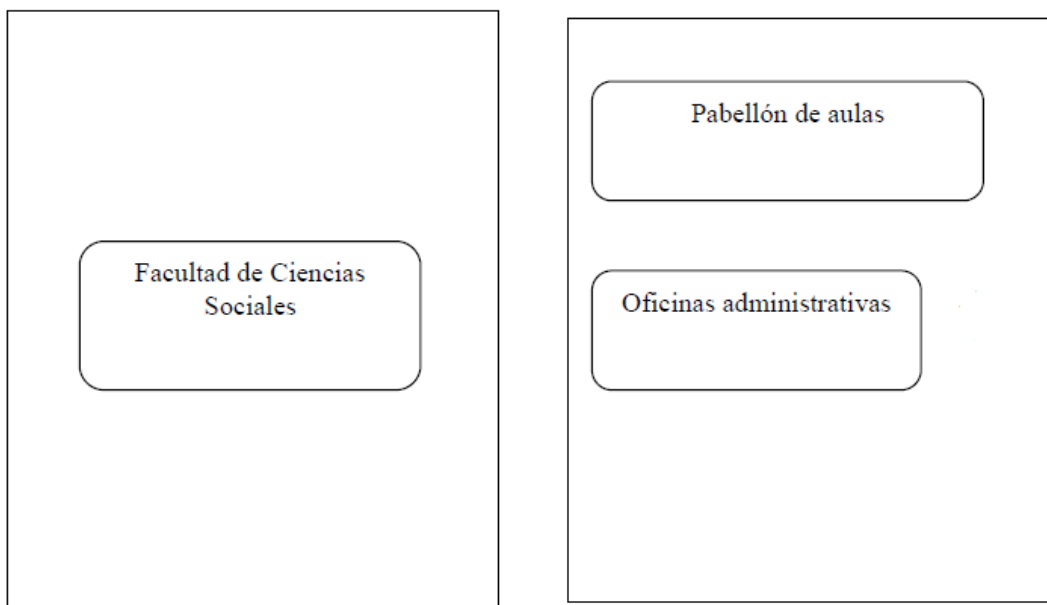 Facultad de Ciencias
Sociales
Pabellón de aulas
Oficinas administrativas